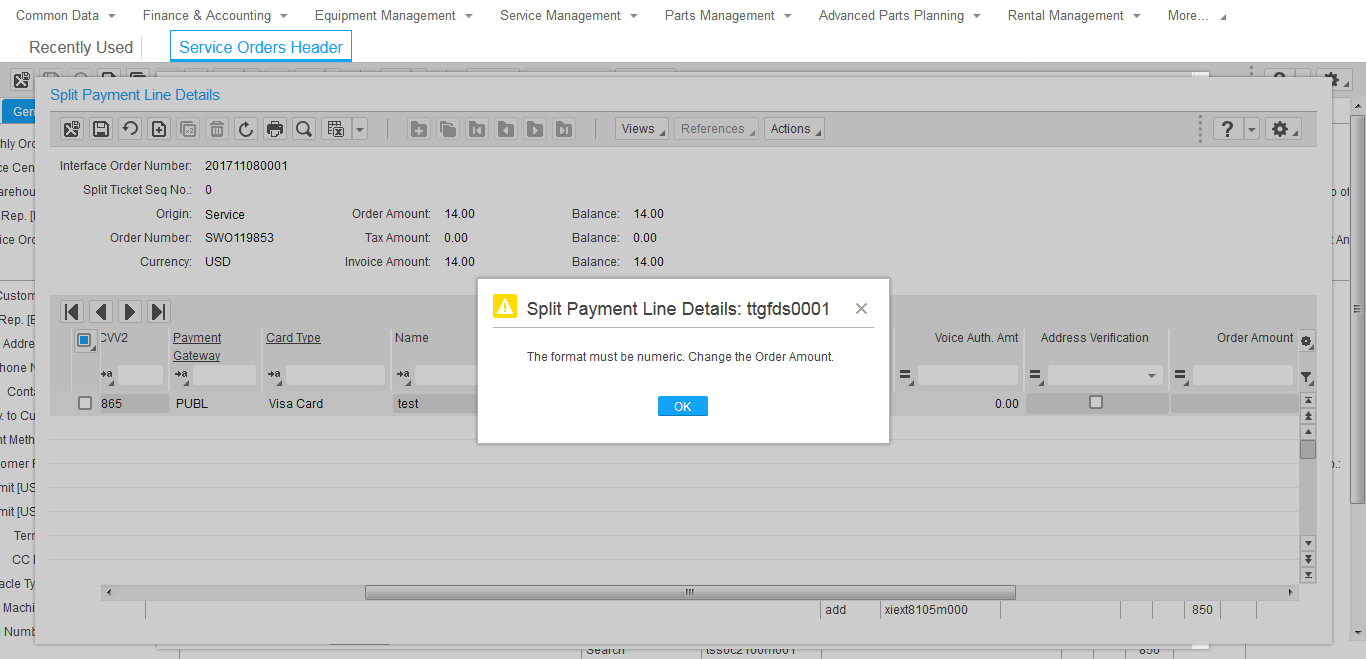 Common Data Finance & Accounting Equipment Management Service Management Parts Management Advanced Parts Planning Rental Management More...
Recently Used Service Orders Header
Split Payment Line Details
Views References Actions ?
Interface Order Number: 201711080001
Split Ticket Seq No.: 0
Origin: Service Order Amount: 14.00 Balance: 14.00
Order Number: SWO119853 Tax Amount: 0.00 Balance: 0.00
Currency: USD Invoice Amount: 14.00 Balance: 14.00
Split Payment Line Details: ttgfds0001
The format must be numeric. Change the Order Amount.
OK
CVV2 Payment Gateway Card Type Name Voice Auth. Amt Address Verification Order Amount
865 PUBL Visa Card test 0.00
add xiext8105m000 850
Search 850